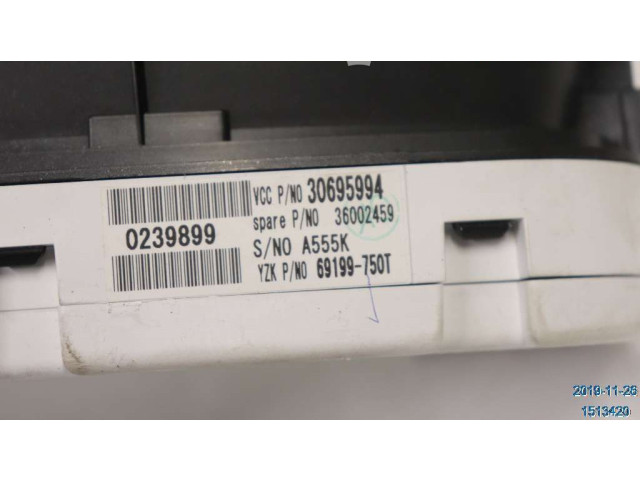 VCC P/NO 30695994
spare P/NO 36002459
0239899
S/NO A555K
YZK P/NO 69199-750T
2019-11-26
1513420